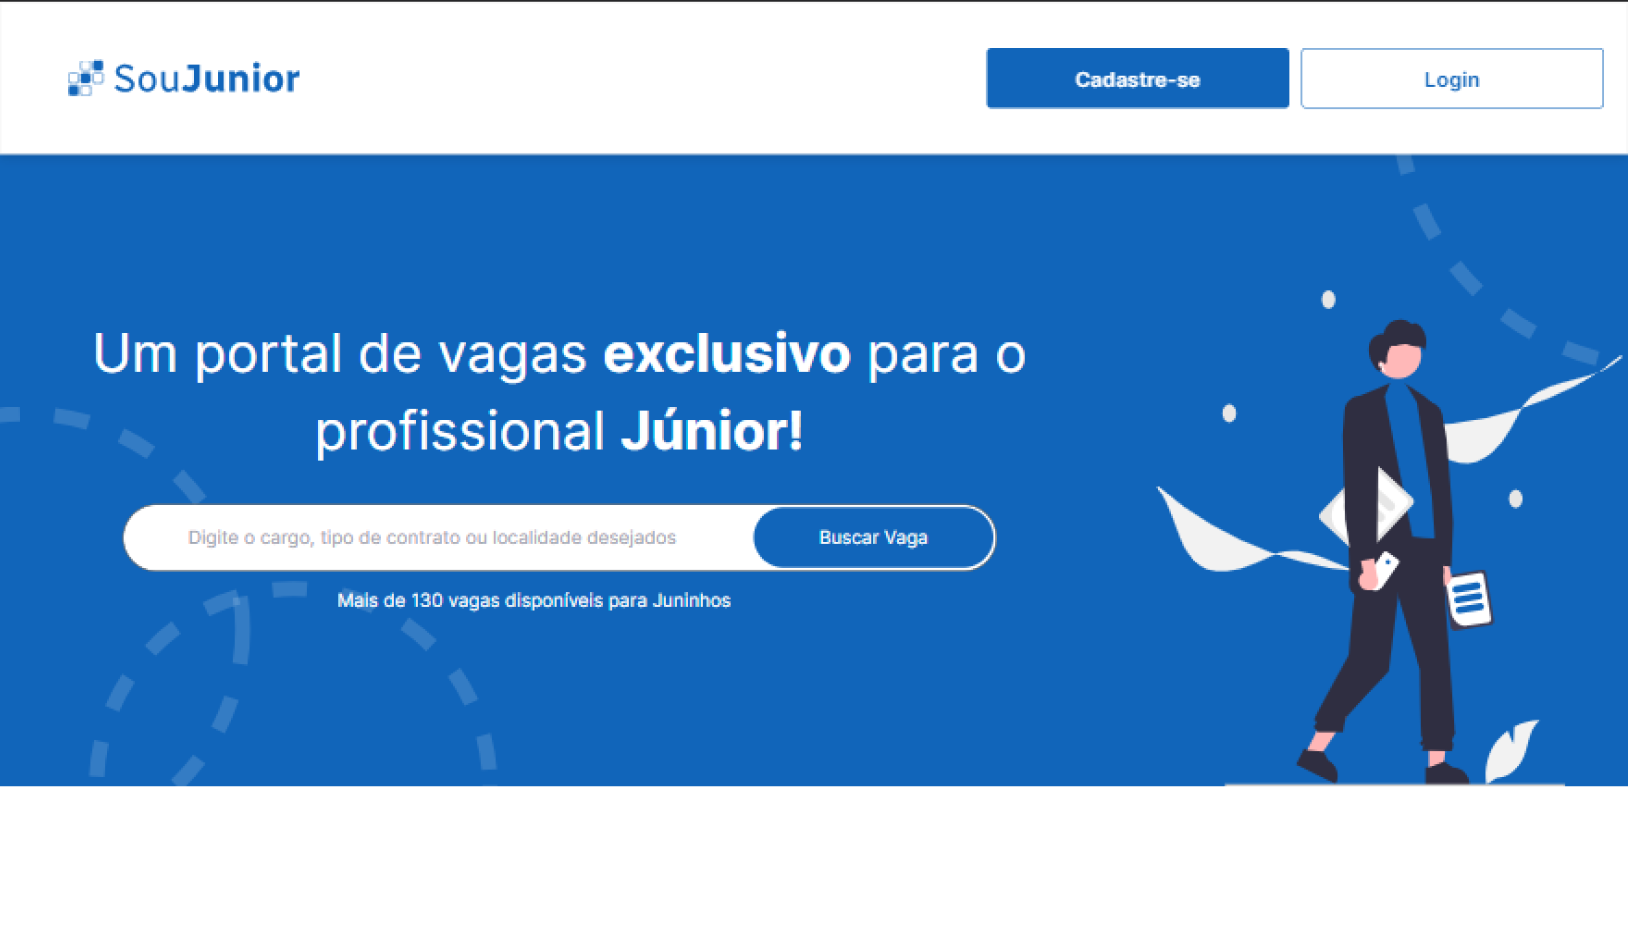 SouJunior
Cadastre-se
Login
Um portal de vagas exclusivo para o
profissional Júnior!
Digite o cargo, tipo de contrato ou localidade desejados
Buscar Vaga
Mais de 130 vagas disponíveis para Juninhos